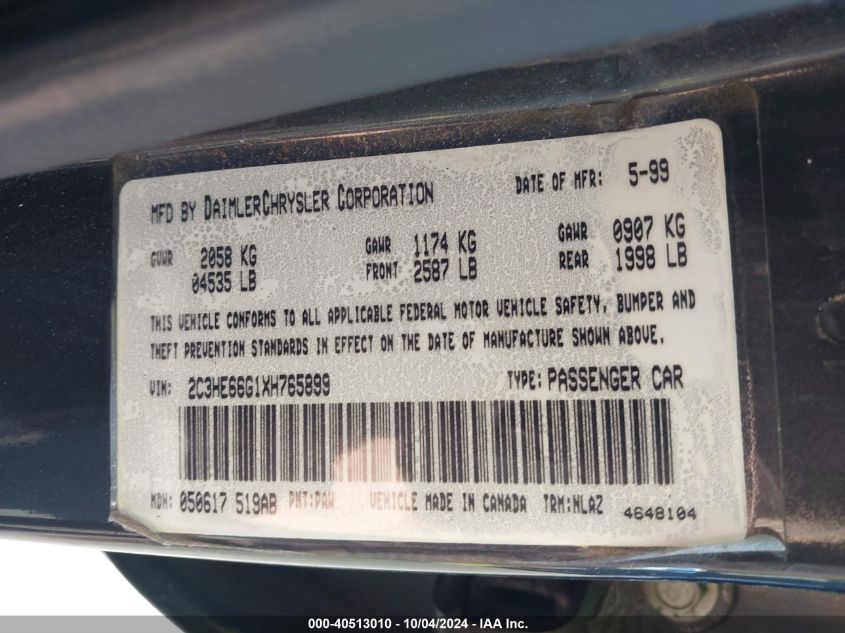 MFD BY DAIMLERCHRYSLER CORPORATION DATE OF MFR: 5-99
GVWR 2058 KG GAWR 1174 KG GAWR 0907 KG
04535 LB FRONT 2587 LB REAR 1998 LB
THIS VEHICLE CONFORMS TO ALL APPLICABLE FEDERAL MOTOR VEHICLE SAFETY, BUMPER AND
THEFT PREVENTION STANDARDS IN EFFECT ON THE DATE OF MANUFACTURE SHOWN ABOVE.
VIN: 2C3HE66G1XH765899 TYPE: PASSENGER CAR
MDH: 050617 519AB PNT:PAW VEHICLE MADE IN CANADA TRM:NLAZ 4648104
000-40513010 - 10/04/2024 - IAA Inc.